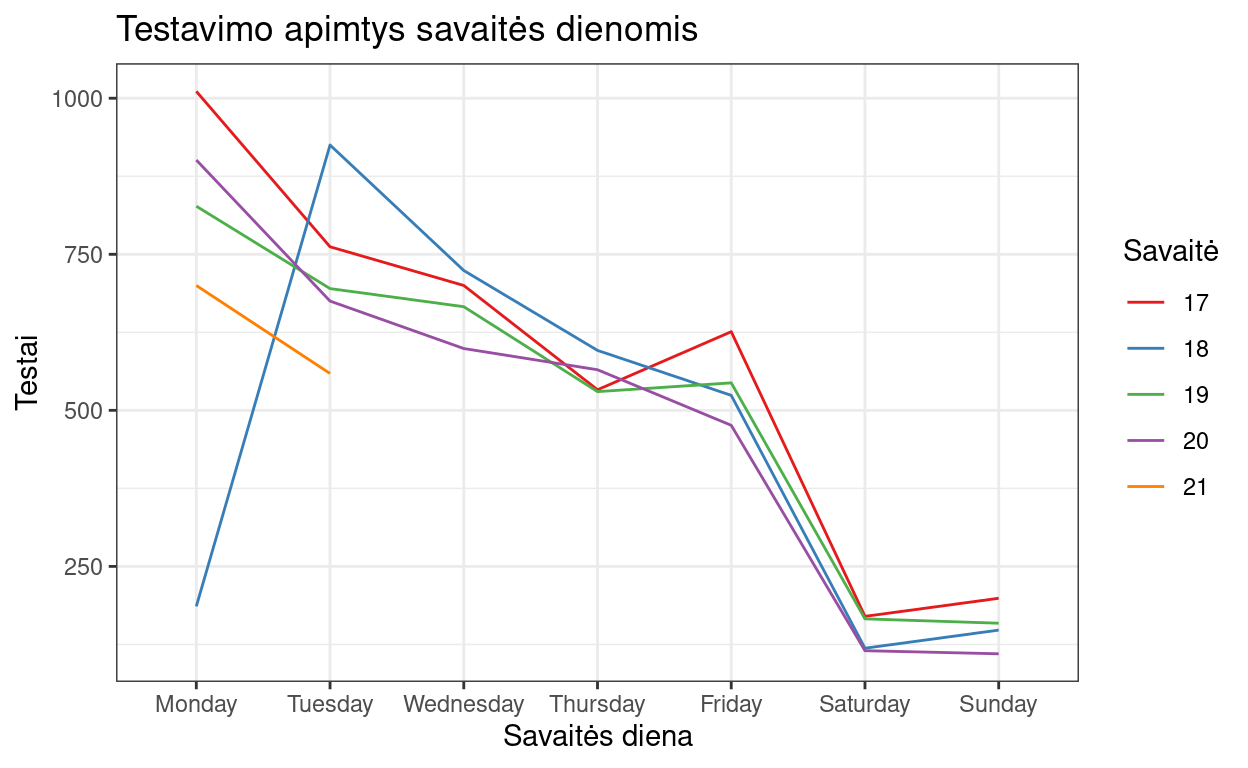 Testavimo apimtys savaitės dienomis
1000
750
500
250
Testai
Monday Tuesday Wednesday Thursday Friday Saturday Sunday
Savaitės diena
Savaitė
17
18
19
20
21